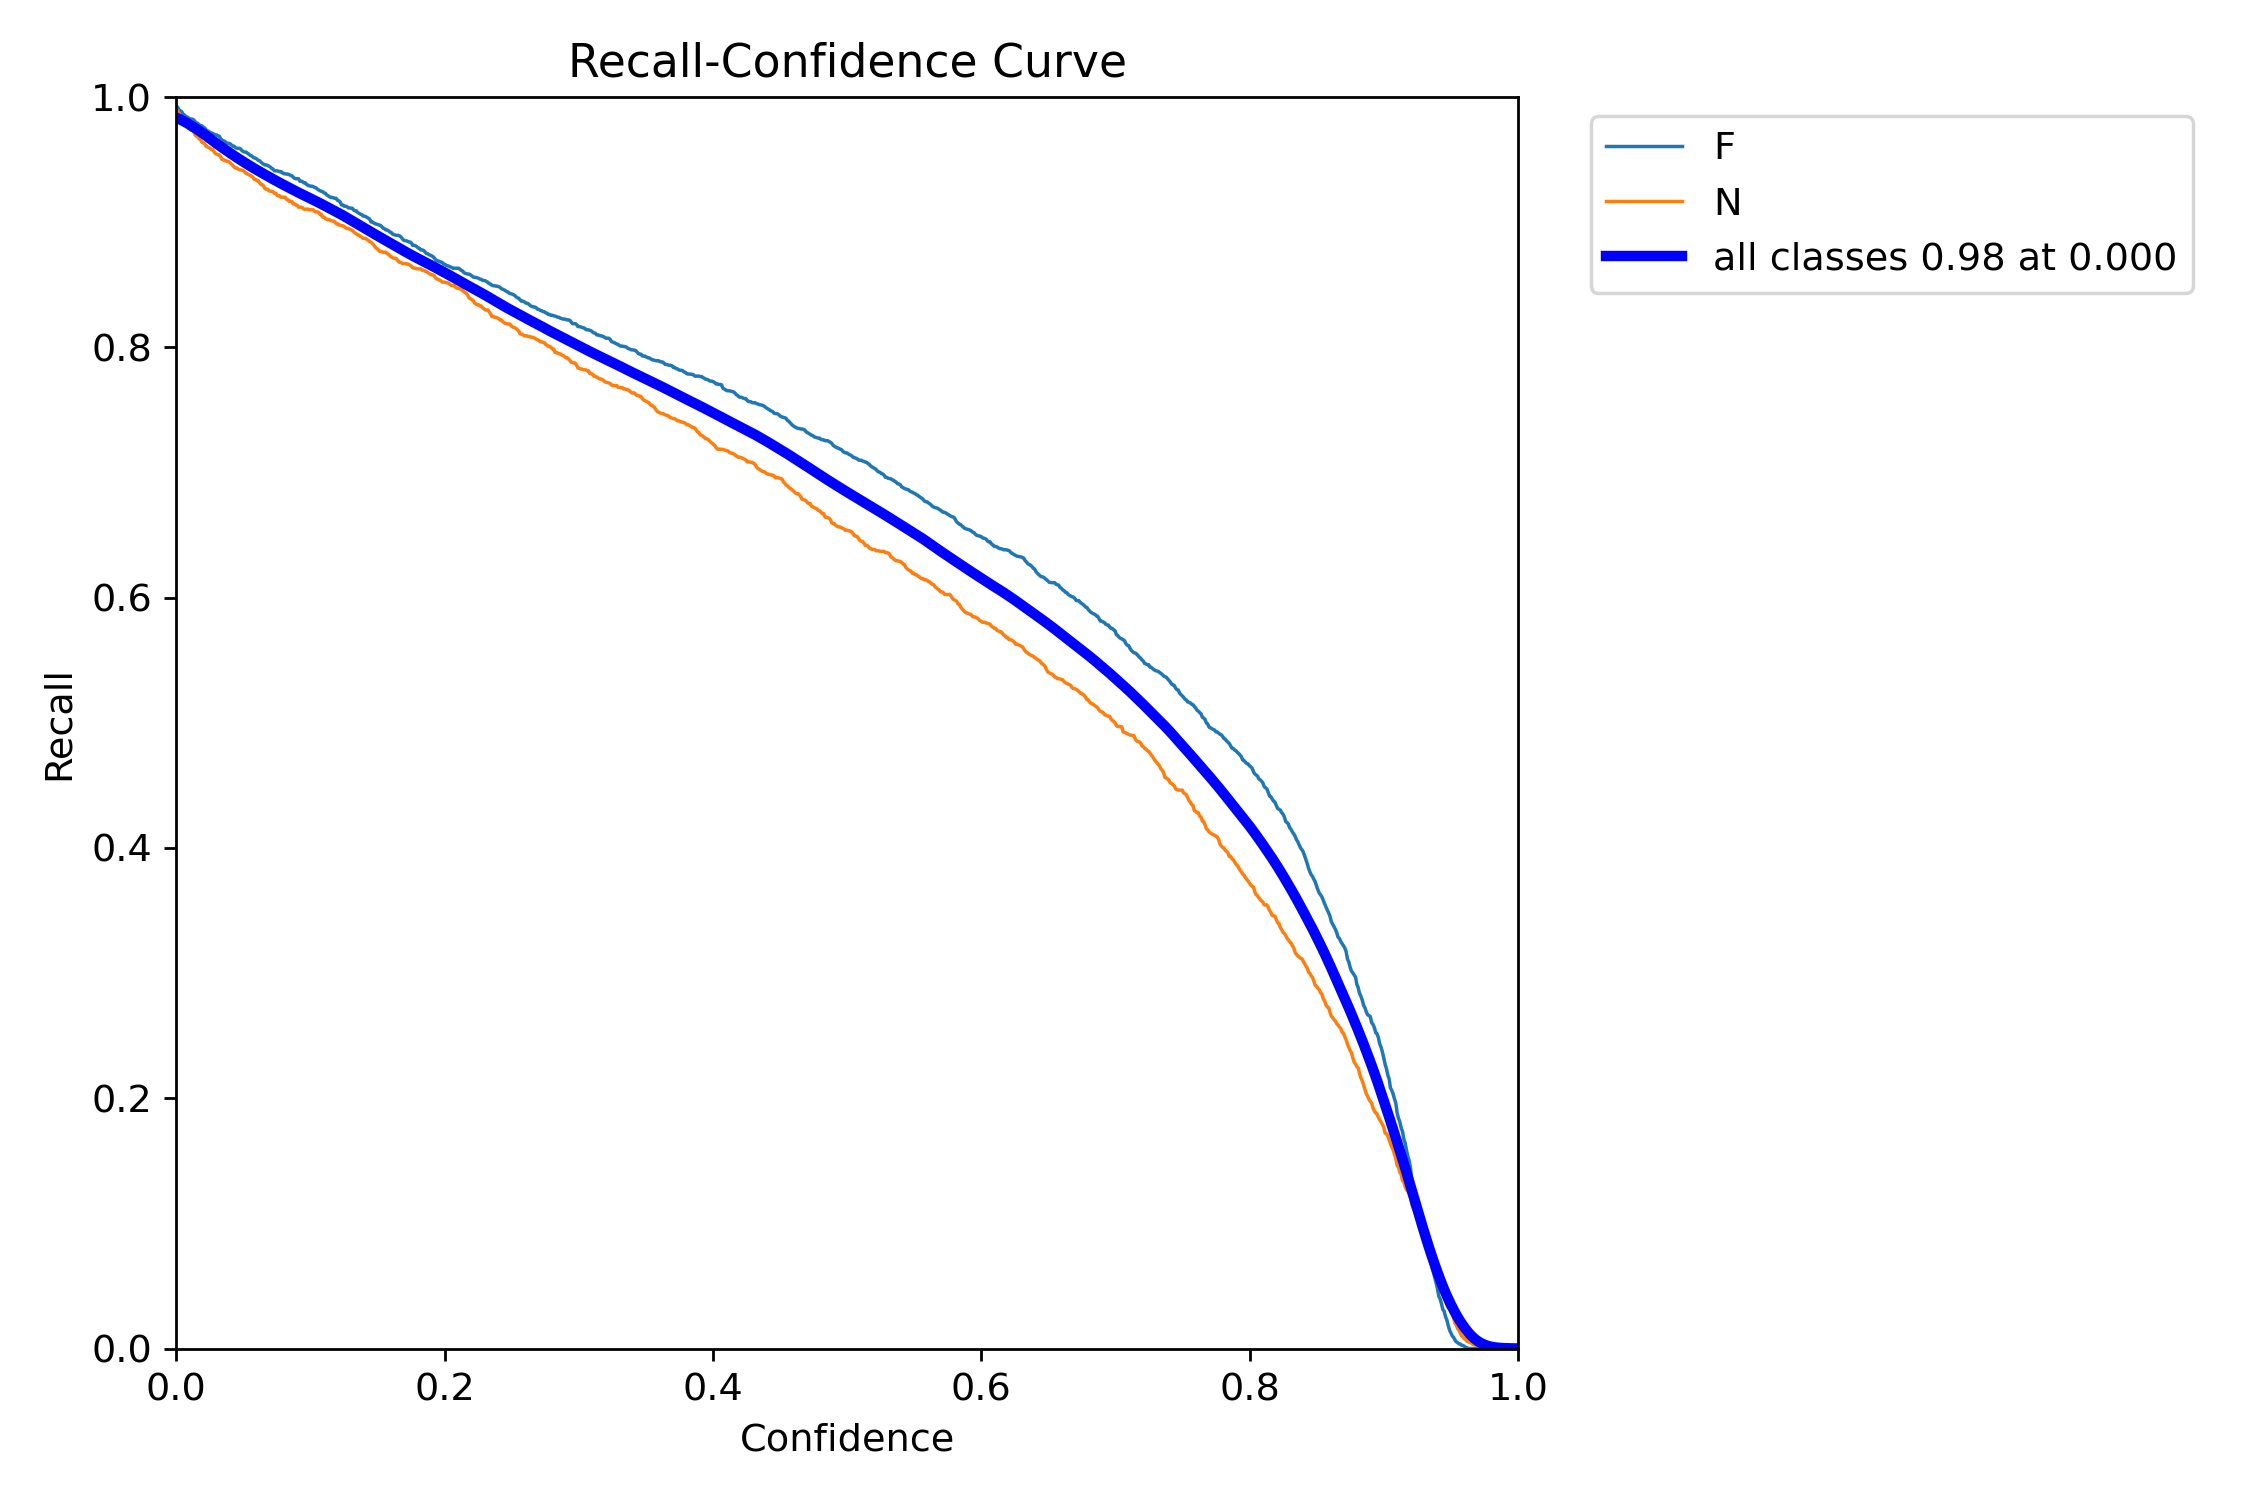 Recall-Confidence Curve
1.0
0.8
0.6
0.4
0.2
0.0
Recall
0.0 0.2 0.4 0.6 0.8 1.0
Confidence
F
N
all classes 0.98 at 0.000